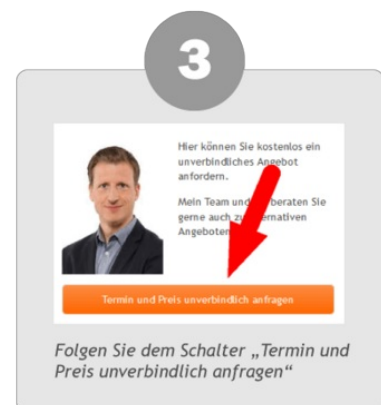 3
Hier können Sie kostenlos ein
unverbindliches Angebot
anfordern.
Mein Team und beraten Sie
gerne auch zu
Angeboten
Termin und Preis unverbindlich anfragen
Folgen Sie dem Schalter „Termin und
Preis unverbindlich anfragen“